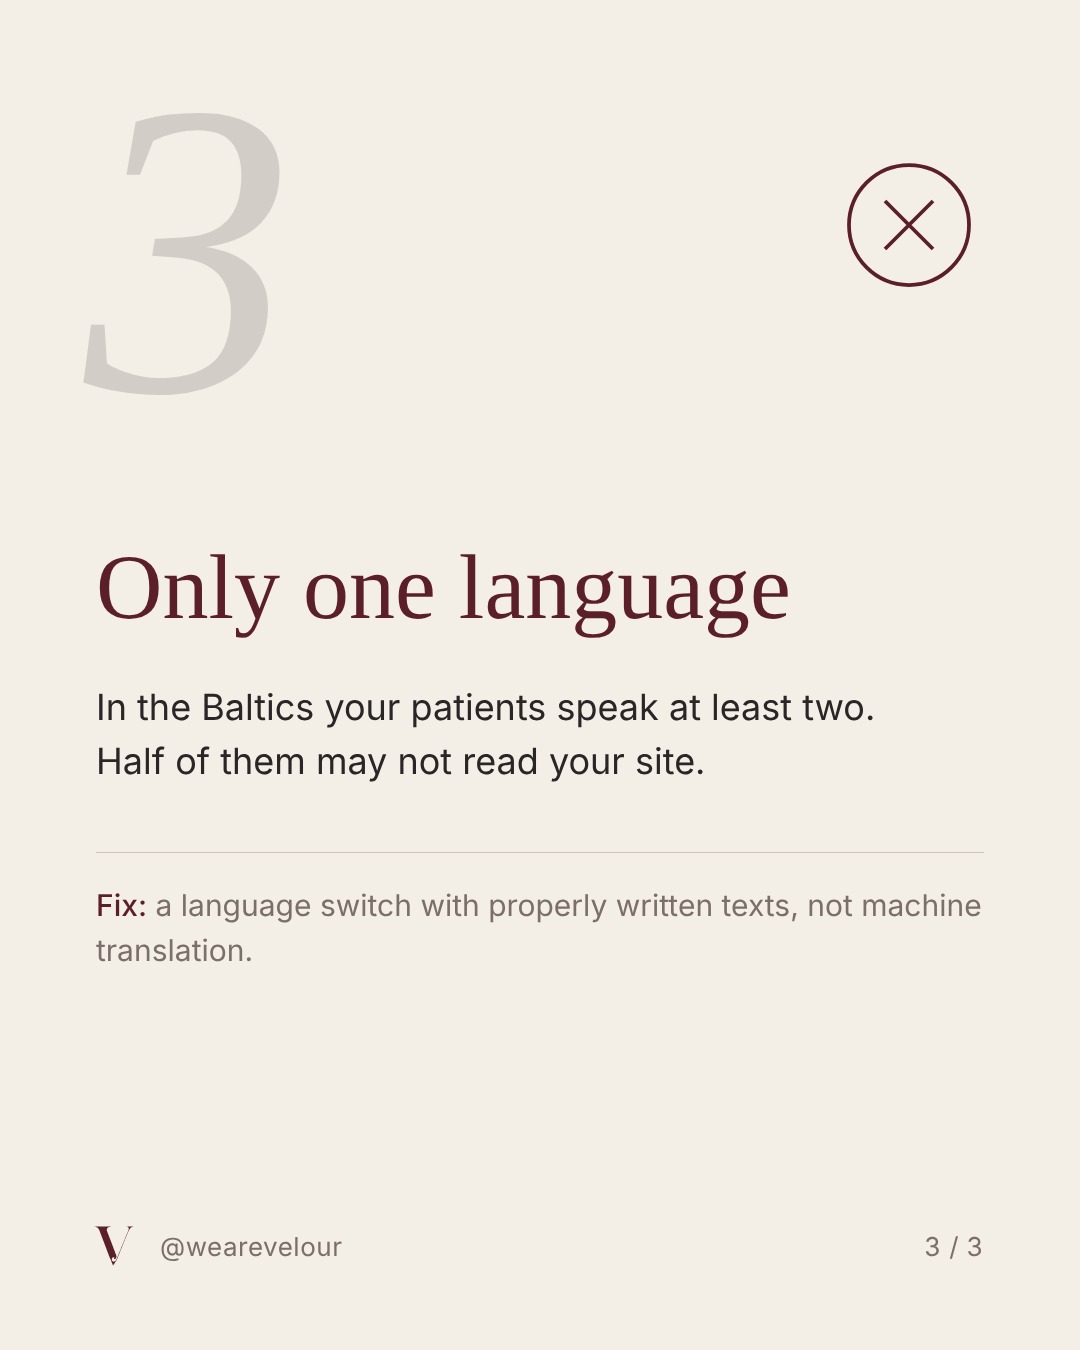 3
Only one language
In the Baltics your patients speak at least two.
Half of them may not read your site.
Fix: a language switch with properly written texts, not machine
translation.
V @wearevelour
3 / 3